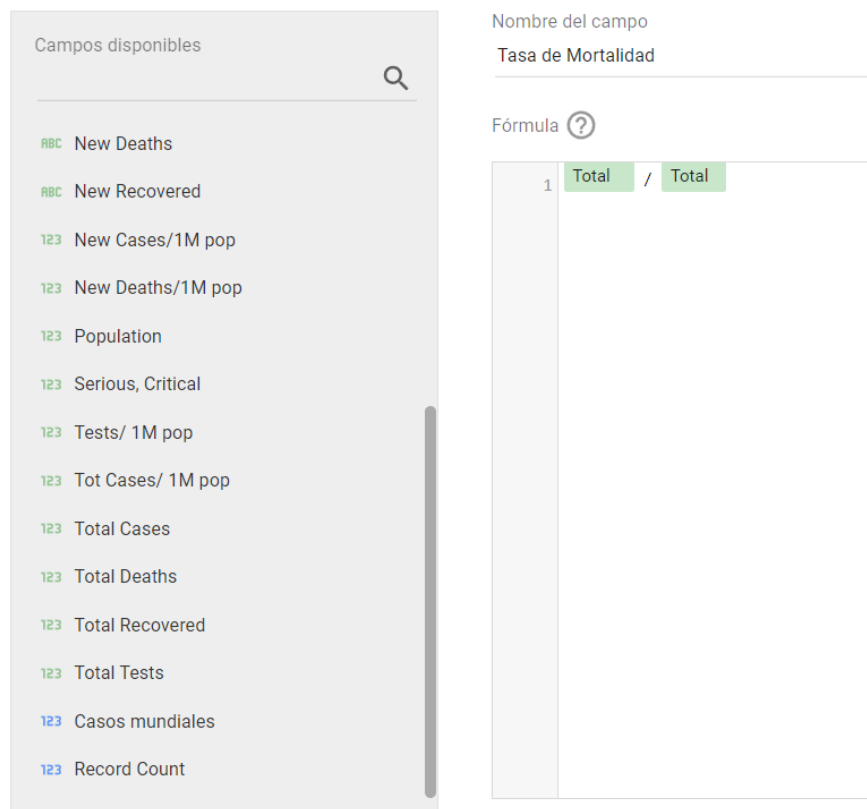 Campos disponibles
ABC New Deaths
ABC New Recovered
123 New Cases/1M pop
123 New Deaths/1M pop
123 Population
123 Serious, Critical
123 Tests/ 1M pop
123 Tot Cases/ 1M pop
123 Total Cases
123 Total Deaths
123 Total Recovered
123 Total Tests
123 Casos mundiales
123 Record Count
Nombre del campo
Tasa de Mortalidad
Fórmula ?
1 Total / Total